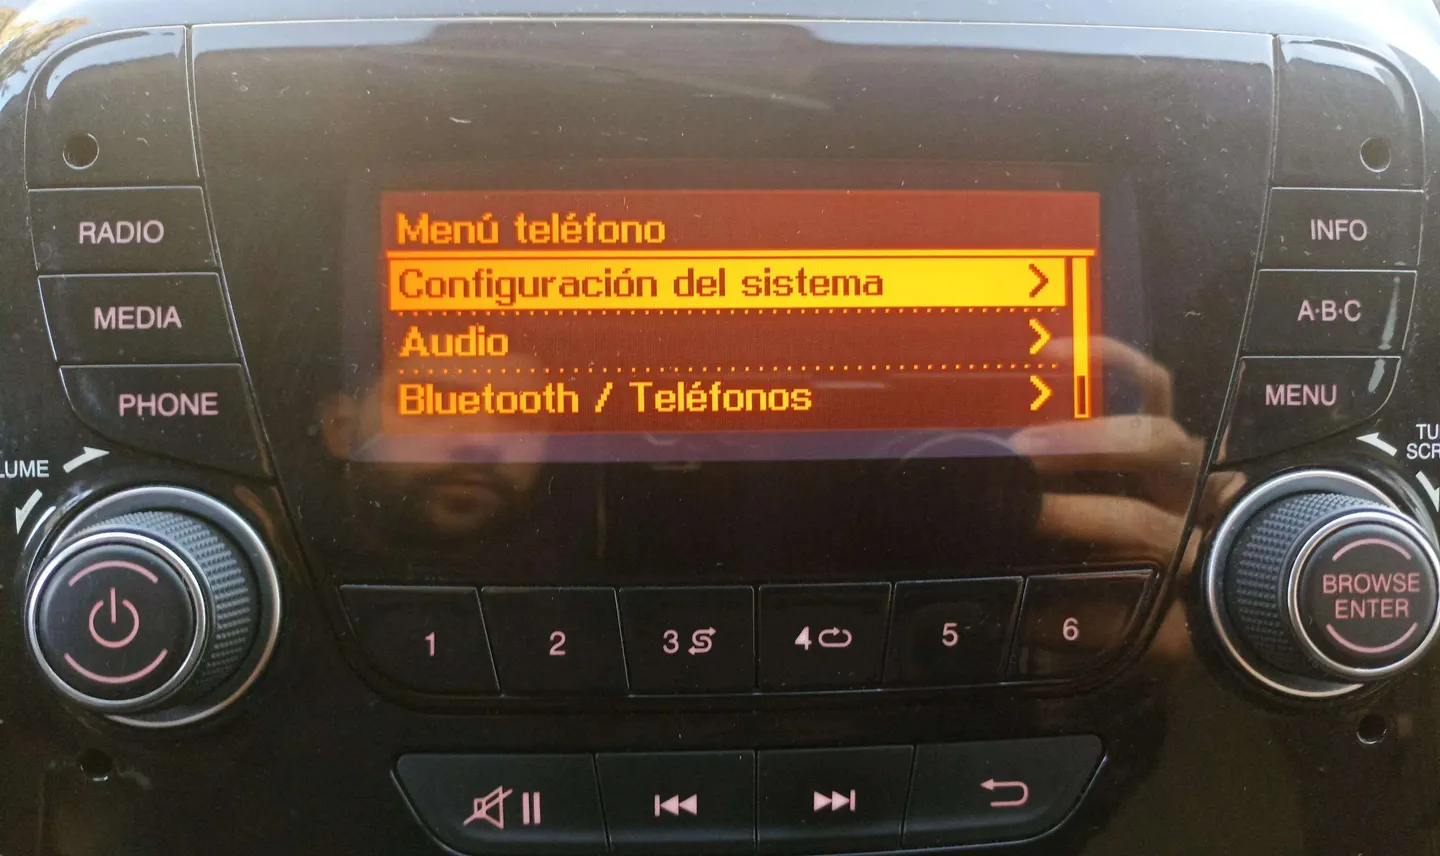 Menú teléfono
Configuración del sistema
Audio
Bluetooth / Teléfonos
RADIO
MEDIA
PHONE
INFO
A·B·C
MENU
BROWSE
ENTER
1
2
3
4
5
6